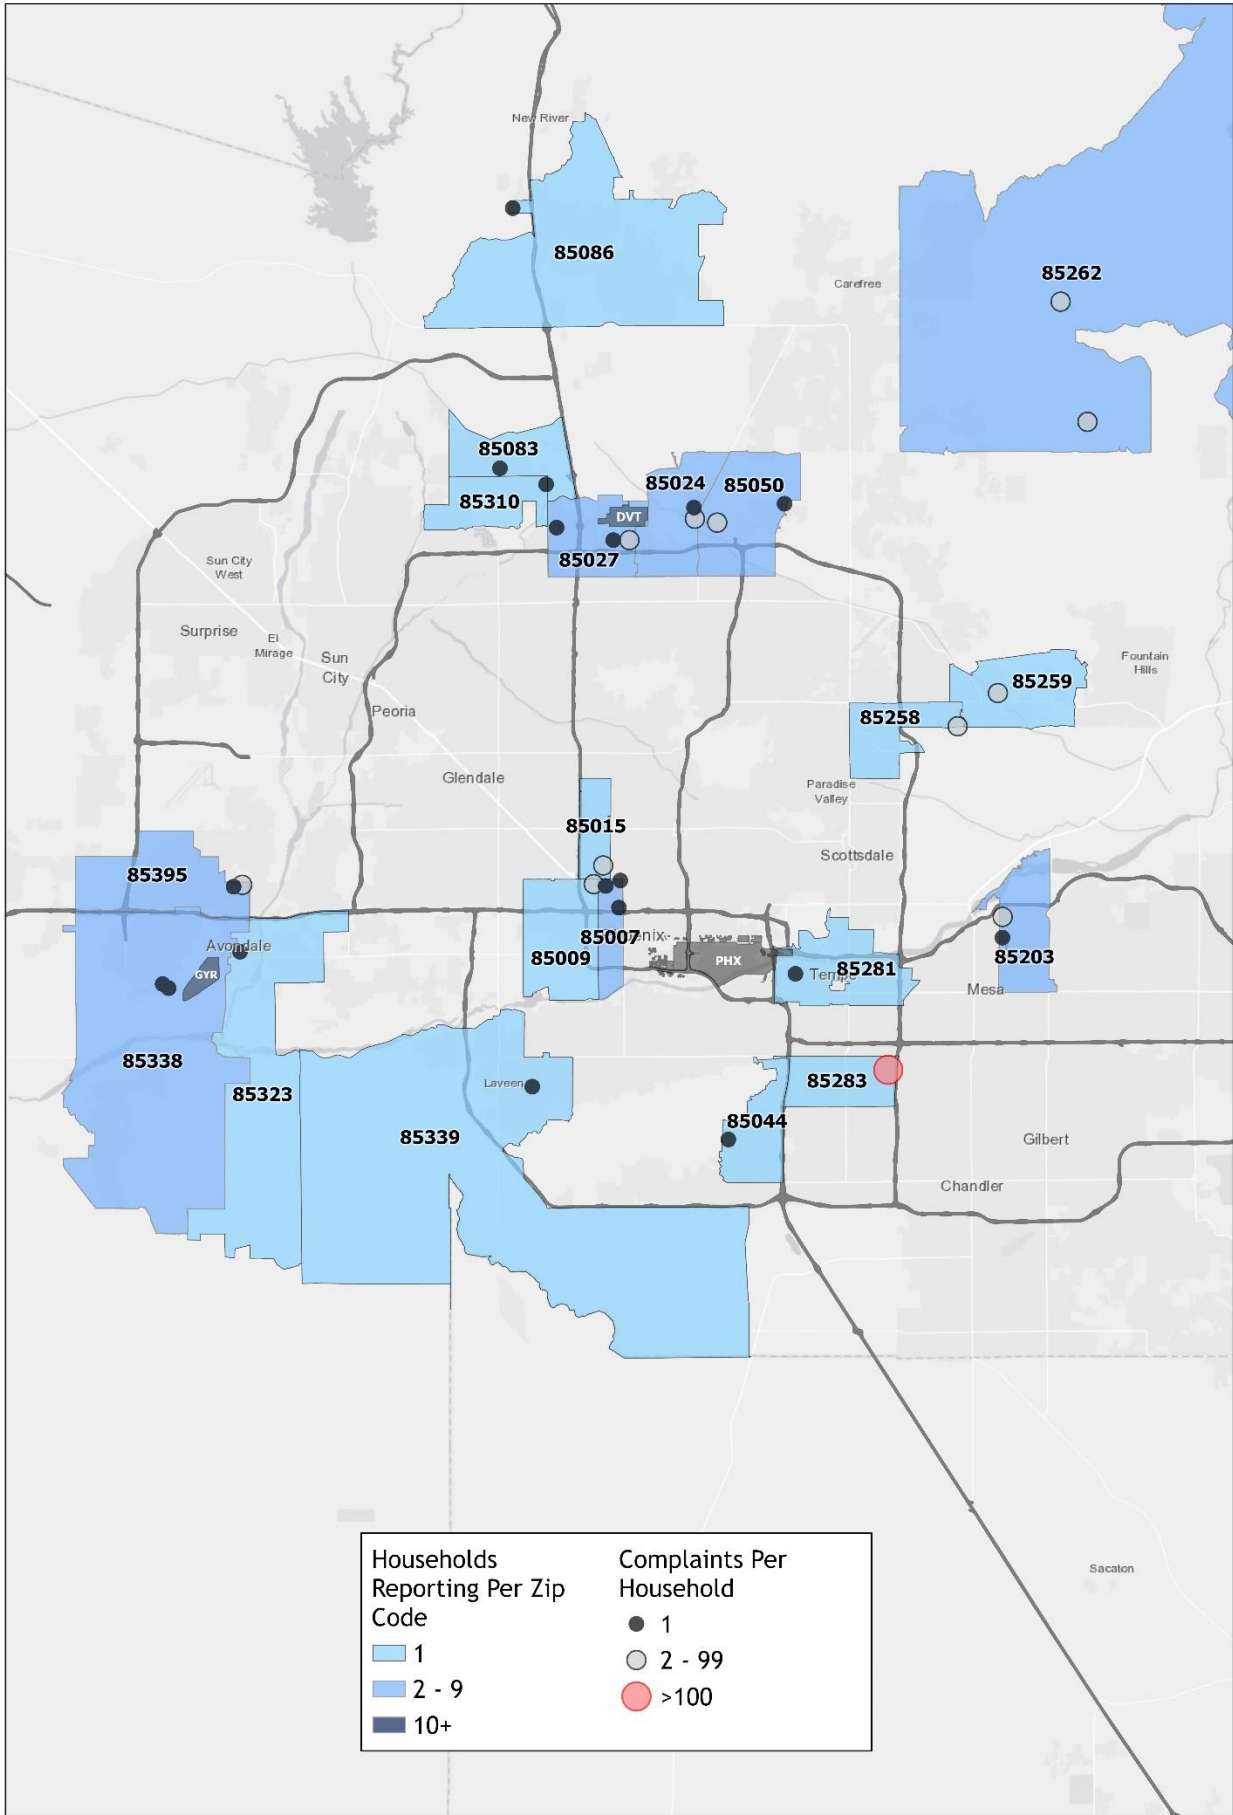 New River
85086
Carefree
85262
85083
85024
85050
85310
DVT
85027
Sun City
West
Surprise
El
Mirage
Sun
City
Fountain
Hills
85259
85258
Peoria
Glendale
Paradise
Valley
85015
Scottsdale
85395
Avondale
85007
85009
PHX
Tempe
85281
85203
Mesa
GYR
85338
85323
Laveen
85283
85339
85044
Gilbert
Chandler
Sacaton
Households
Reporting Per Zip
Code
1
2 - 9
10+
Complaints Per
Household
1
2 - 99
>100